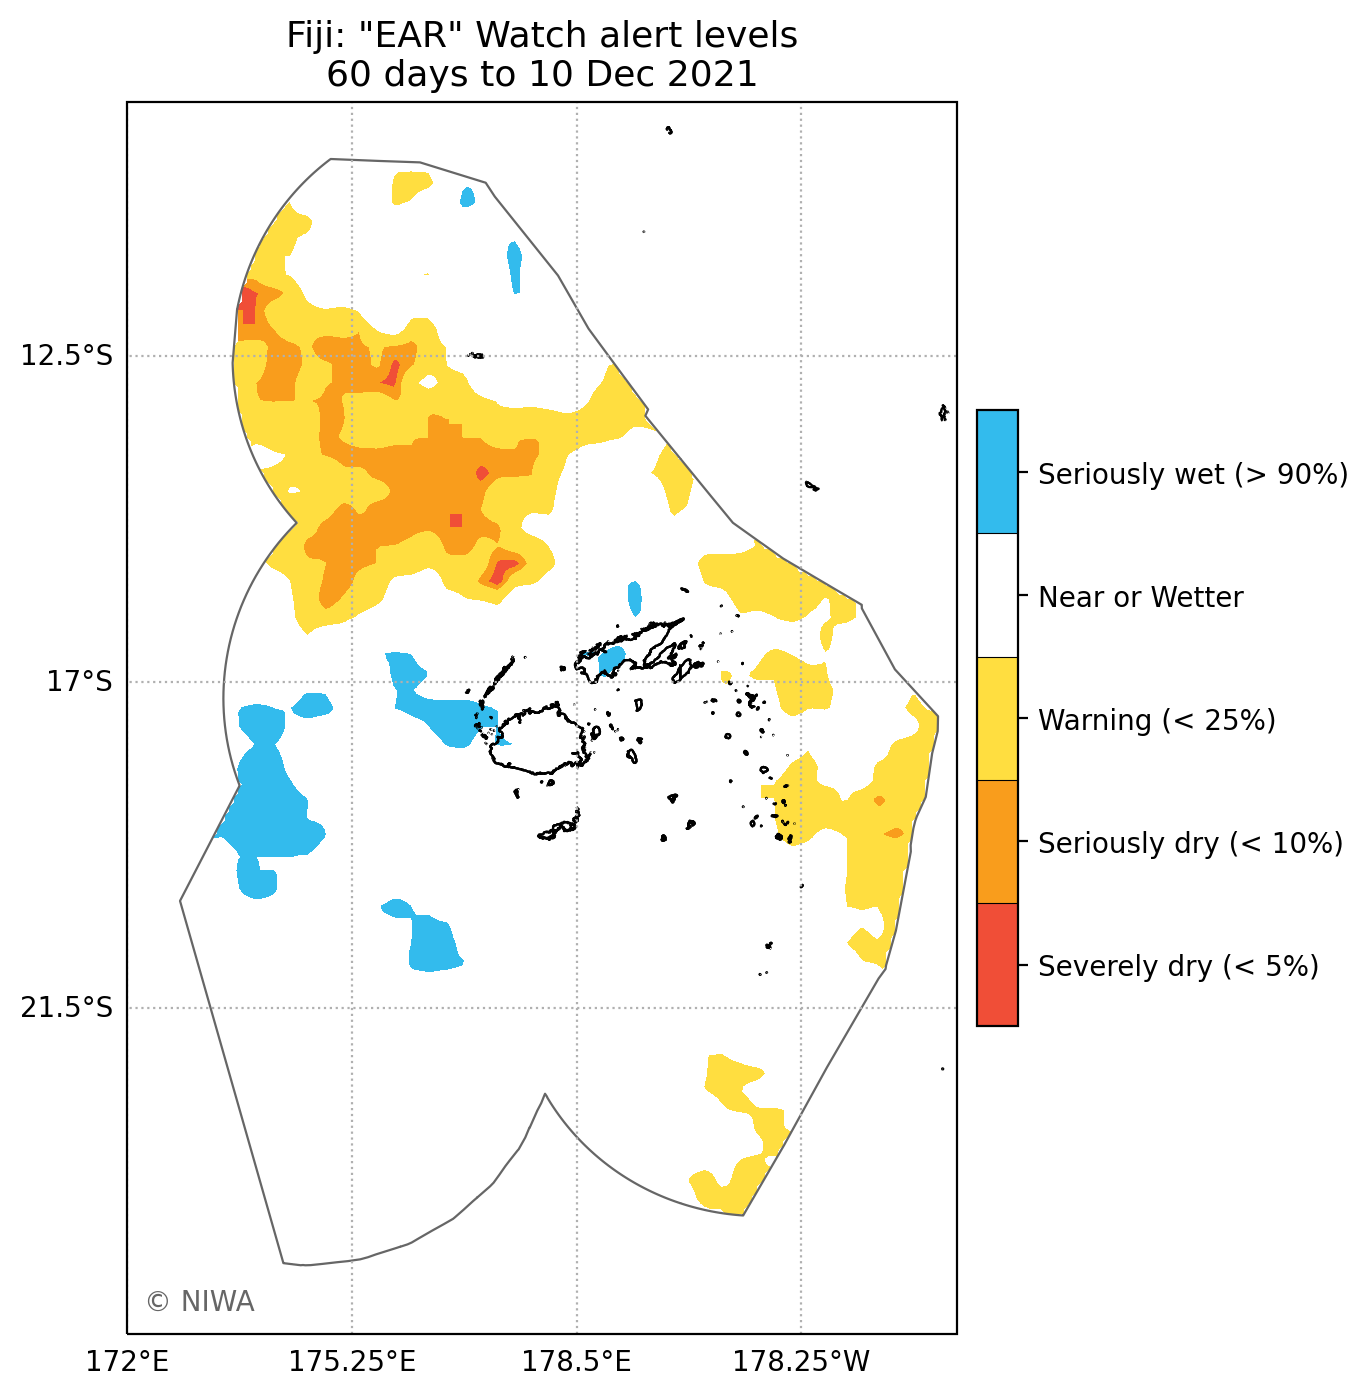 Fiji: "EAR" Watch alert levels
60 days to 10 Dec 2021
12.5°S
17°S
21.5°S
172°E
175.25°E
178.5°E
178.25°W
Seriously wet (> 90%)
Near or Wetter
Warning (< 25%)
Seriously dry (< 10%)
Severely dry (< 5%)
© NIWA